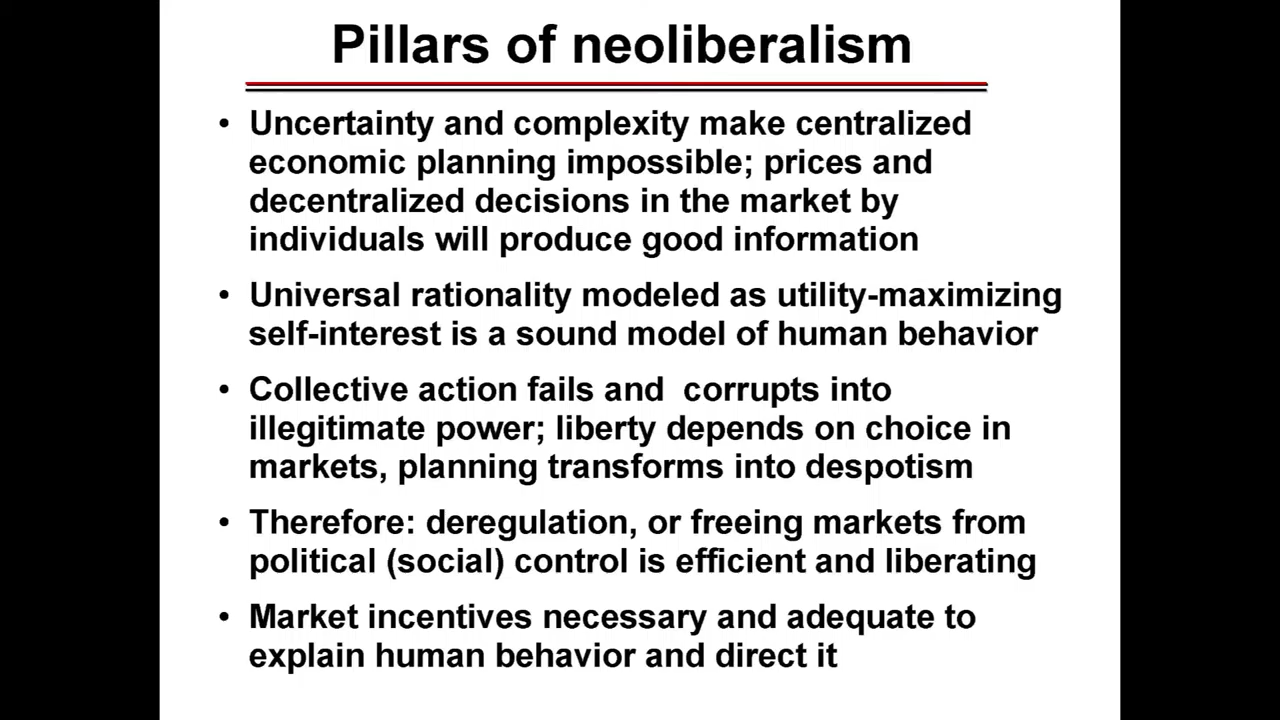 Pillars of neoliberalism
• Uncertainty and complexity make centralized
economic planning impossible; prices and
decentralized decisions in the market by
individuals will produce good information
• Universal rationality modeled as utility-maximizing
self-interest is a sound model of human behavior
• Collective action fails and  corrupts into
illegitimate power; liberty depends on choice in
markets, planning transforms into despotism
• Therefore: deregulation, or freeing markets from
political (social) control is efficient and liberating
• Market incentives necessary and adequate to
explain human behavior and direct it